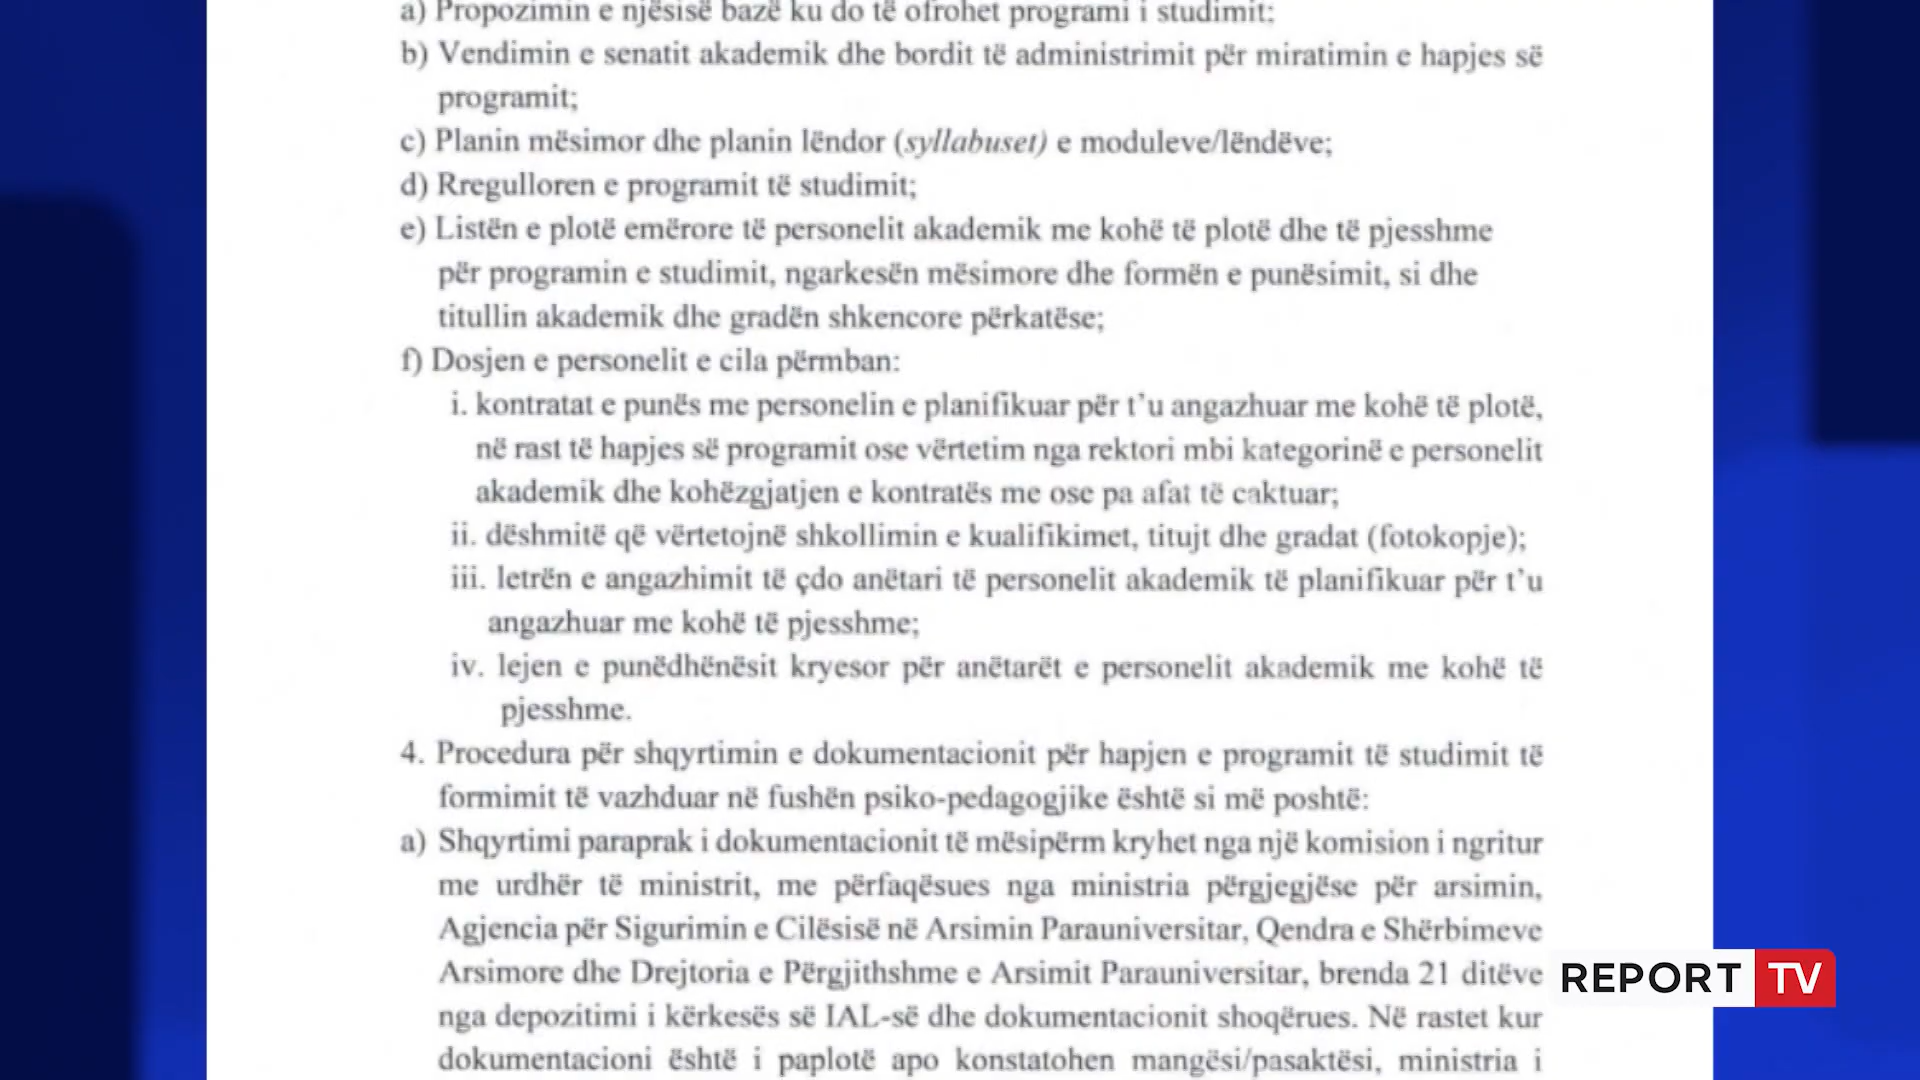 a) Propozimin e njësisë bazë ku do të ofrohet programi i studimit;
b) Vendimin e senatit akademik dhe bordit të administrimit për miratimin e hapjes së
programit;
c) Planin mësimor dhe planin lëndor (syllabuset) e moduleve/lëndëve;
d) Rregulloren e programit të studimit;
e) Listën e plotë emërore të personelit akademik me kohë të plotë dhe të pjesshme
për programin e studimit, ngarkesën mësimore dhe formën e punësimit, si dhe
titullin akademik dhe gradën shkencore përkatëse;
f) Dosjen e personelit e cila përmban:
i. kontratat e punës me personelin e planifikuar për t’u angazhuar me kohë të plotë,
në rast të hapjes së programit ose vërtetim nga rektori mbi kategorinë e personelit
akademik dhe kohëzgjatjen e kontratës me ose pa afat të caktuar;
ii. dëshmitë që vërtetojnë shkollimin e kualifikimet, titujt dhe gradat (fotokopje);
iii. letrën e angazhimit të çdo anëtari të personelit akademik të planifikuar për t’u
angazhuar me kohë të pjesshme;
iv. lejen e punëdhënësit kryesor për anëtarët e personelit akademik me kohë të
pjesshme.
4. Procedura për shqyrtimin e dokumentacionit për hapjen e programit të studimit të
formimit të vazhduar në fushën psiko-pedagogjike është si më poshtë:
a) Shqyrtimi paraprak i dokumentacionit të mësipërm kryhet nga një komision i ngritur
me urdhër të ministrit, me përfaqësues nga ministria përgjegjëse për arsimin,
Agjencia për Sigurimin e Cilësisë në Arsimin Parauniversitar, Qendra e Shërbimeve
Arsimore dhe Drejtoria e Përgjithshme e Arsimit Parauniversitar, brenda 21 ditëve
nga depozitimi i kërkesës së IAL-së dhe dokumentacionit shoqërues. Në rastet kur
dokumentacioni është i paplotë apo konstatohen mangësi/pasaktësi, ministria i
REPORT TV